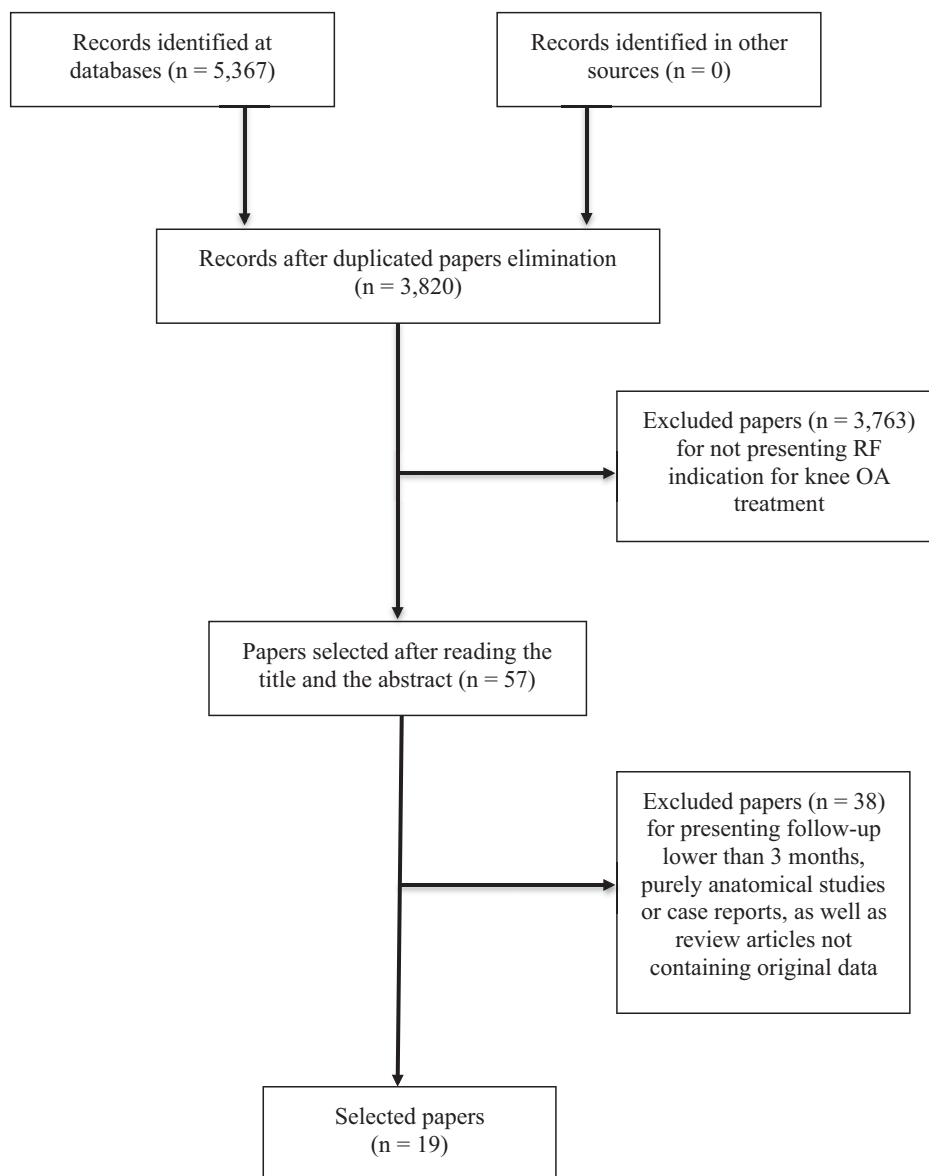 Records identified at
databases (n = 5,367)
Records identified in other
sources (n = 0)
Records after duplicated papers elimination
(n = 3,820)
Excluded papers (n = 3,763)
for not presenting RF
indication for knee OA
treatment
Papers selected after reading the
title and the abstract (n = 57)
Excluded papers (n = 38)
for presenting follow-up
lower than 3 months,
purely anatomical studies
or case reports, as well as
review articles not
containing original data
Selected papers
(n = 19)